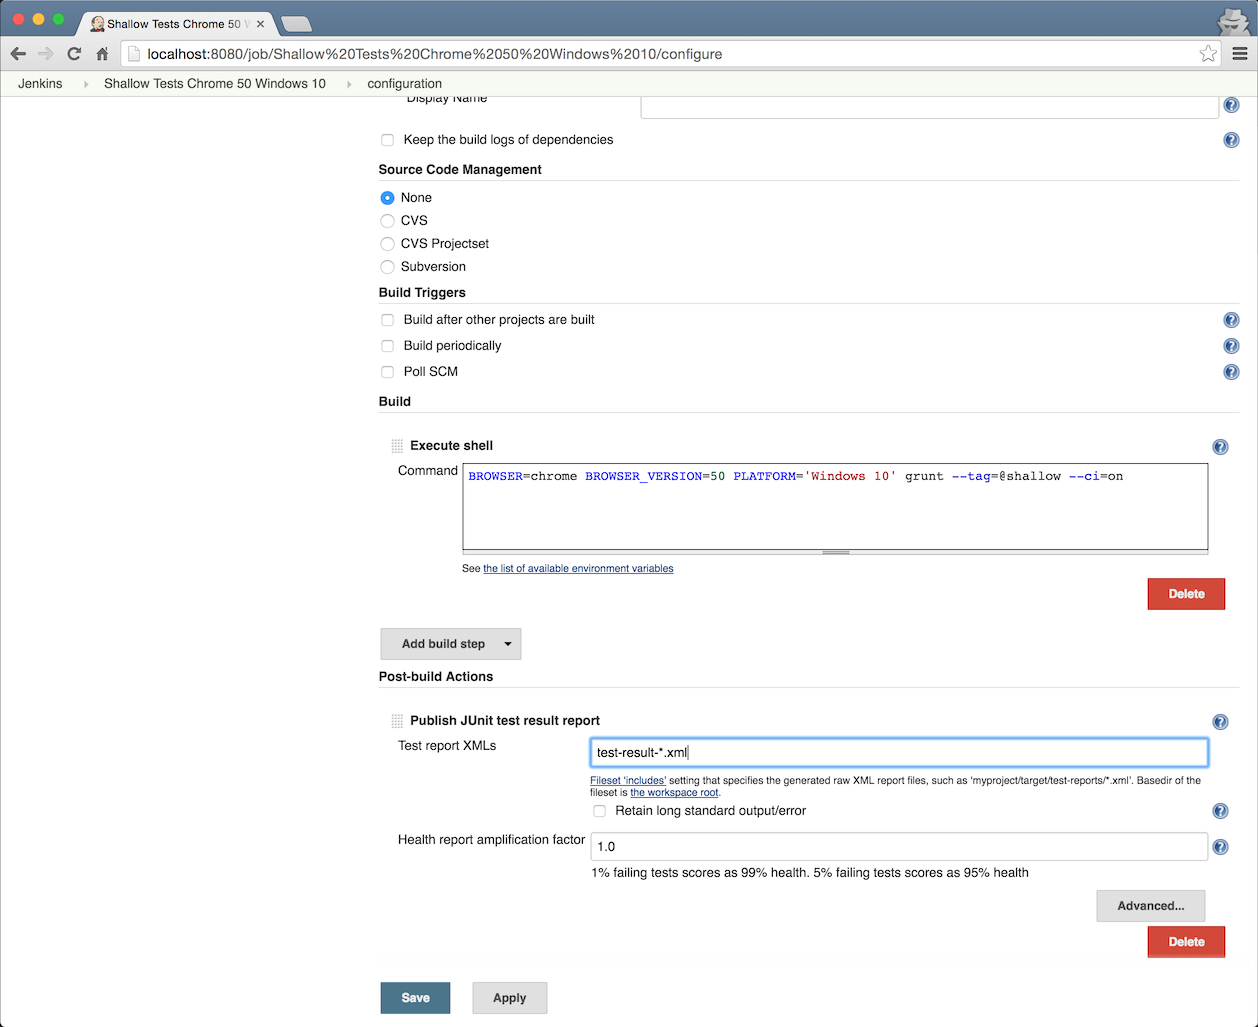 Shallow Tests Chrome 50
localhost:8080/job/Shallow%20Tests%20Chrome%2050%20Windows%2010/configure
Jenkins Shallow Tests Chrome 50 Windows 10 configuration
Display Name
Keep the build logs of dependencies
Source Code Management
None
CVS
CVS Projectset
Subversion
Build Triggers
Build after other projects are built
Build periodically
Poll SCM
Build
Execute shell
Command
BROWSER=chrome BROWSER_VERSION=50 PLATFORM='Windows 10' grunt --tag=@shallow --ci=on
See the list of available environment variables
Delete
Add build step
Post-build Actions
Publish JUnit test result report
Test report XMLs
test-result-*.xml
Fileset 'includes' setting that specifies the generated raw XML report files, such as 'myproject/target/test-reports/*.xml'. Basedir of the
fileset is the workspace root.
Retain long standard output/error
Health report amplification factor
1.0
1% failing tests scores as 99% health. 5% failing tests scores as 95% health
Advanced...
Delete
Save Apply